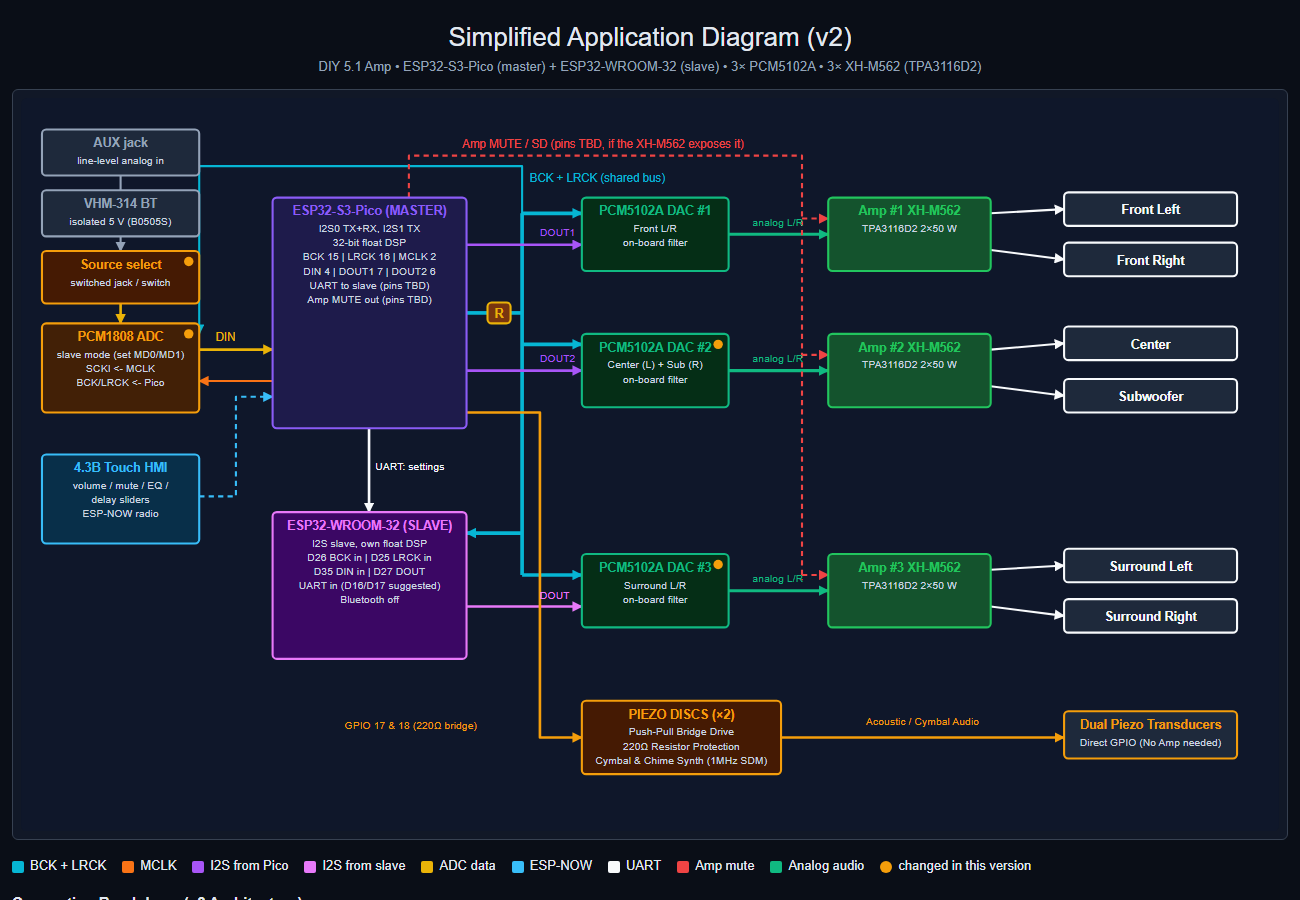 Simplified Application Diagram (v2)
DIY 5.1 Amp • ESP32-S3-Pico (master) + ESP32-WROOM-32 (slave) • 3× PCM5102A • 3× XH-M562 (TPA3116D2)
AUX jack
line-level analog in
VHM-314 BT
isolated 5 V (B0505S)
Source select
switched jack / switch
PCM1808 ADC
slave mode (set MD0/MD1)
SCKI <- MCLK
BCK/LRCK <- Pico
4.3B Touch HMI
volume / mute / EQ /
delay sliders
ESP-NOW radio
DIN
Amp MUTE / SD (pins TBD, if the XH-M562 exposes it)
BCK + LRCK (shared bus)
ESP32-S3-Pico (MASTER)
I2S0 TX+RX, I2S1 TX
32-bit float DSP
BCK 15 | LRCK 16 | MCLK 2
DIN 4 | DOUT1 7 | DOUT2 6
UART to slave (pins TBD)
Amp MUTE out (pins TBD)
R
DOUT1
DOUT2
UART: settings
ESP32-WROOM-32 (SLAVE)
I2S slave, own float DSP
D26 BCK in | D25 LRCK in
D35 DIN in | D27 DOUT
UART in (D16/D17 suggested)
Bluetooth off
DOUT
PCM5102A DAC #1
Front L/R
on-board filter
analog L/R
Amp #1 XH-M562
TPA3116D2 2×50 W
Front Left
Front Right
PCM5102A DAC #2
Center (L) + Sub (R)
on-board filter
analog L/R
Amp #2 XH-M562
TPA3116D2 2×50 W
Center
Subwoofer
PCM5102A DAC #3
Surround L/R
on-board filter
analog L/R
Amp #3 XH-M562
TPA3116D2 2×50 W
Surround Left
Surround Right
GPIO 17 & 18 (220Ω bridge)
PIEZO DISCS (×2)
Push-Pull Bridge Drive
220Ω Resistor Protection
Cymbal & Chime Synth (1MHz SDM)
Acoustic / Cymbal Audio
Dual Piezo Transducers
Direct GPIO (No Amp needed)
BCK + LRCK MCLK I2S from Pico I2S from slave ADC data ESP-NOW UART Amp mute Analog audio changed in this version